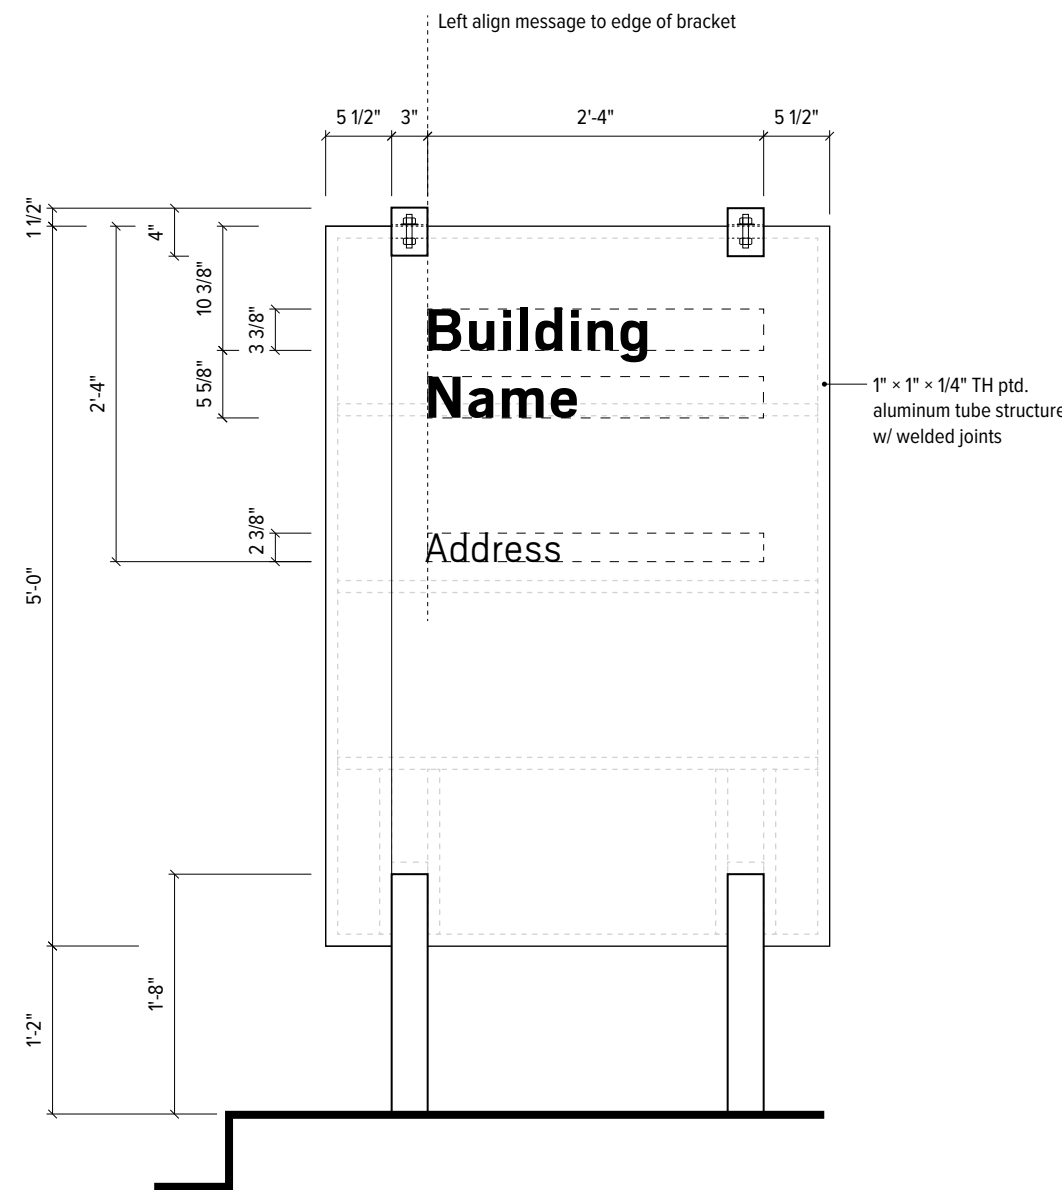 Left align message to edge of bracket
5 1/2" 3" 2'-4" 5 1/2"
1 1/2"
4"
10 3/8"
3 3/8"
Building
5 5/8"
2'-4"
Name
1" × 1" × 1/4" TH ptd.
aluminum tube structure
w/ welded joints
2 3/8"
Address
5'-0"
1'-8"
1'-2"